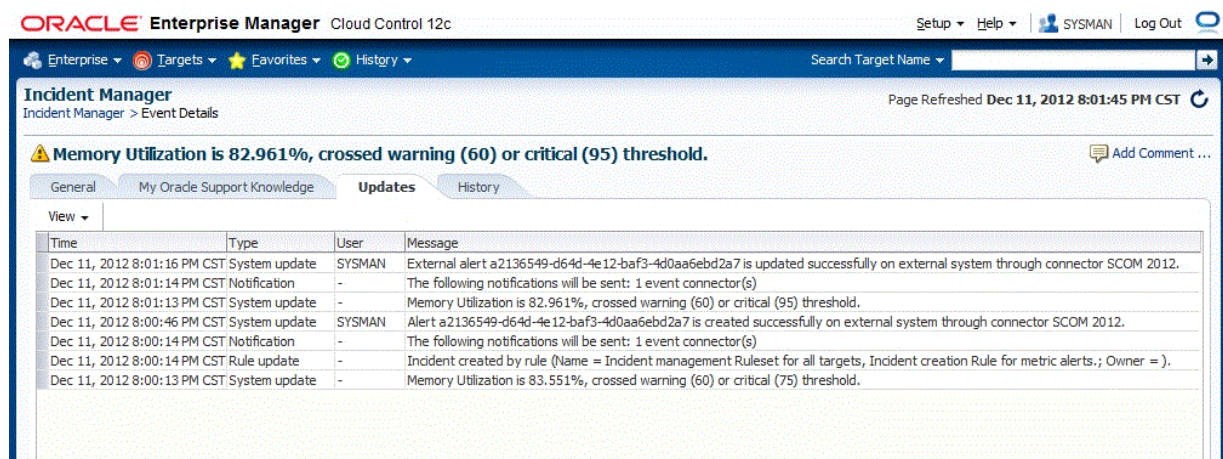 ORACLE Enterprise Manager Cloud Control 12c
Setup Help SYSMAN Log Out
Enterprise Targets Favorites History Search Target Name
Incident Manager
Page Refreshed Dec 11, 2012 8:01:45 PM CST
Incident Manager > Event Details
Memory Utilization is 82.961%, crossed warning (60) or critical (95) threshold.
Add Comment ...
General My Oracle Support Knowledge Updates History
View
Time Type User Message
Dec 11, 2012 8:01:16 PM CST System update SYSMAN External alert a2136549-d64d-4e12-baf3-4d0aa6ebd2a7 is updated successfully on external system through connector SCOM 2012.
Dec 11, 2012 8:01:14 PM CST Notification - The following notifications will be sent: 1 event connector(s)
Dec 11, 2012 8:01:13 PM CST System update - Memory Utilization is 82.961%, crossed warning (60) or critical (95) threshold.
Dec 11, 2012 8:00:46 PM CST System update SYSMAN Alert a2136549-d64d-4e12-baf3-4d0aa6ebd2a7 is created successfully on external system through connector SCOM 2012.
Dec 11, 2012 8:00:14 PM CST Notification - The following notifications will be sent: 1 event connector(s)
Dec 11, 2012 8:00:14 PM CST Rule update - Incident created by rule (Name = Incident management Ruleset for all targets, Incident creation Rule for metric alerts.; Owner = ).
Dec 11, 2012 8:00:13 PM CST System update - Memory Utilization is 83.551%, crossed warning (60) or critical (75) threshold.